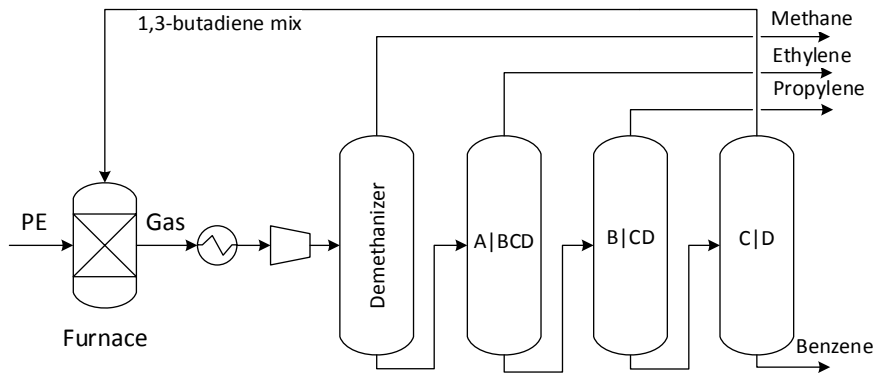 1,3-butadiene mix
Methane
Ethylene
Propylene
PE
Gas
Demethanizer
A|BCD
B|CD
C|D
Furnace
Benzene